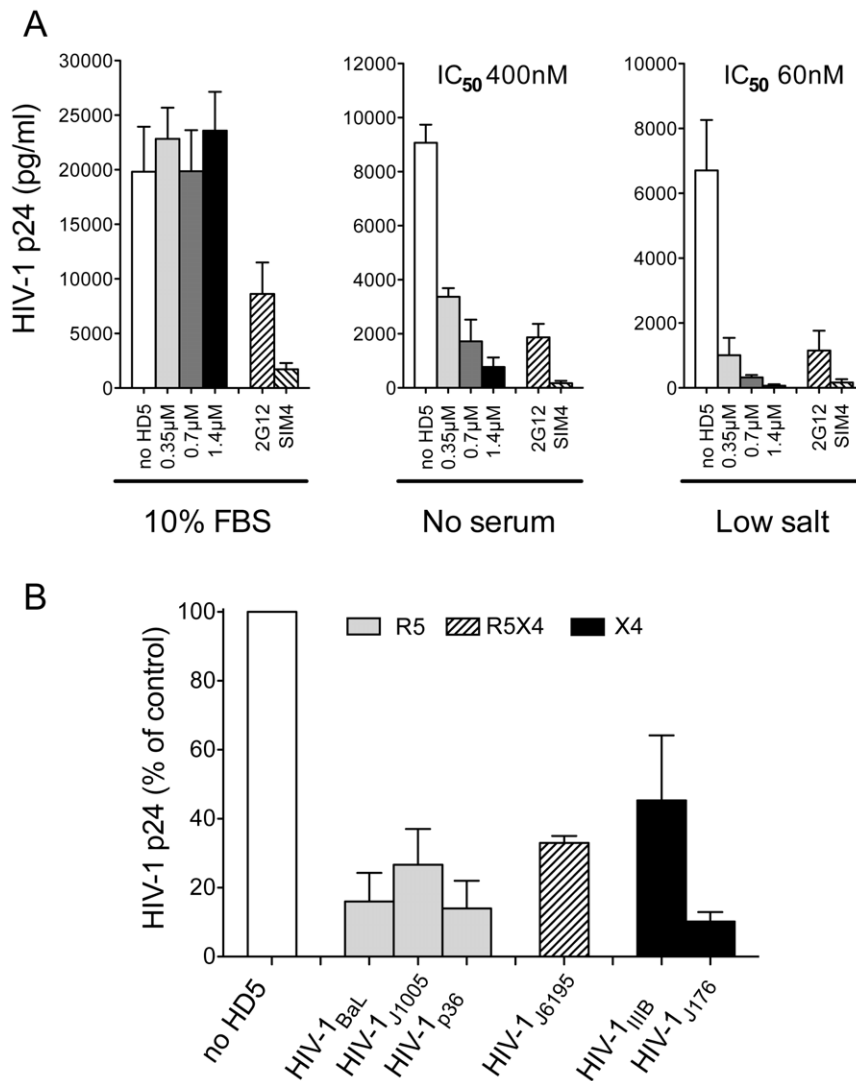 A
HIV-1 p24 (pg/ml)
30000
25000
20000
15000
10000
5000
0
no HD5
0.35µM
0.7µM
1.4µM
2G12
SIM4
10% FBS
IC50 400nM
12000
10000
8000
6000
4000
2000
0
no HD5
0.35µM
0.7µM
1.4µM
2G12
SIM4
No serum
IC50 60nM
8000
6000
4000
2000
0
no HD5
0.35µM
0.7µM
1.4µM
2G12
SIM4
Low salt
B
HIV-1 p24 (% of control)
100
80
60
40
20
0
R5 R5X4 X4
no HD5
HIV-1BaL
HIV-1J1005
HIV-1p36
HIV-1J6195
HIV-1IIIB
HIV-1J176